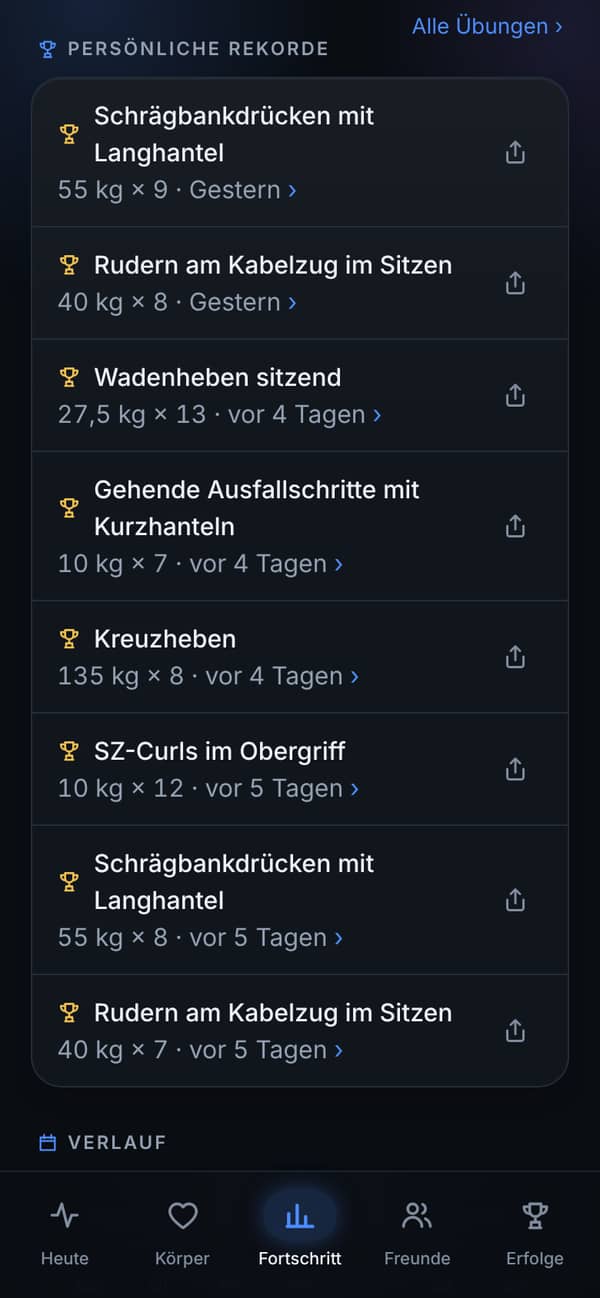 Alle Übungen ›
PERSÖNLICHE REKORDE
Schrägbankdrücken mit
Langhantel
55 kg × 9 · Gestern ›
Rudern am Kabelzug im Sitzen
40 kg × 8 · Gestern ›
Wadenheben sitzend
27,5 kg × 13 · vor 4 Tagen ›
Gehende Ausfallschritte mit
Kurzhanteln
10 kg × 7 · vor 4 Tagen ›
Kreuzheben
135 kg × 8 · vor 4 Tagen ›
SZ-Curls im Obergriff
10 kg × 12 · vor 5 Tagen ›
Schrägbankdrücken mit
Langhantel
55 kg × 8 · vor 5 Tagen ›
Rudern am Kabelzug im Sitzen
40 kg × 7 · vor 5 Tagen ›
VERLAUF
Heute Körper Fortschritt Freunde Erfolge